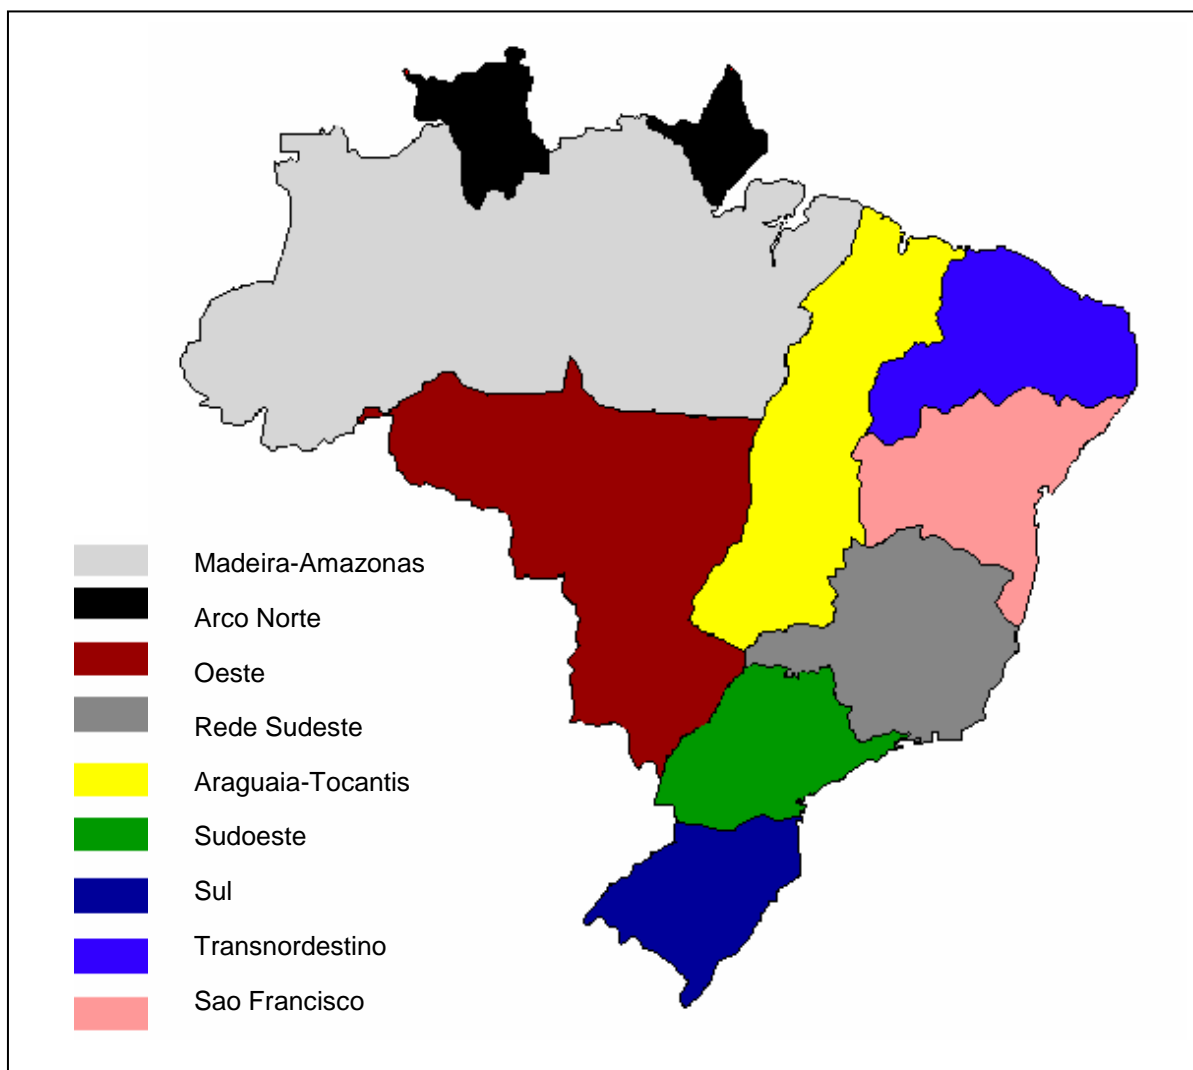 Madeira-Amazonas
Arco Norte
Oeste
Rede Sudeste
Araguaia-Tocantis
Sudoeste
Sul
Transnordestino
Sao Francisco